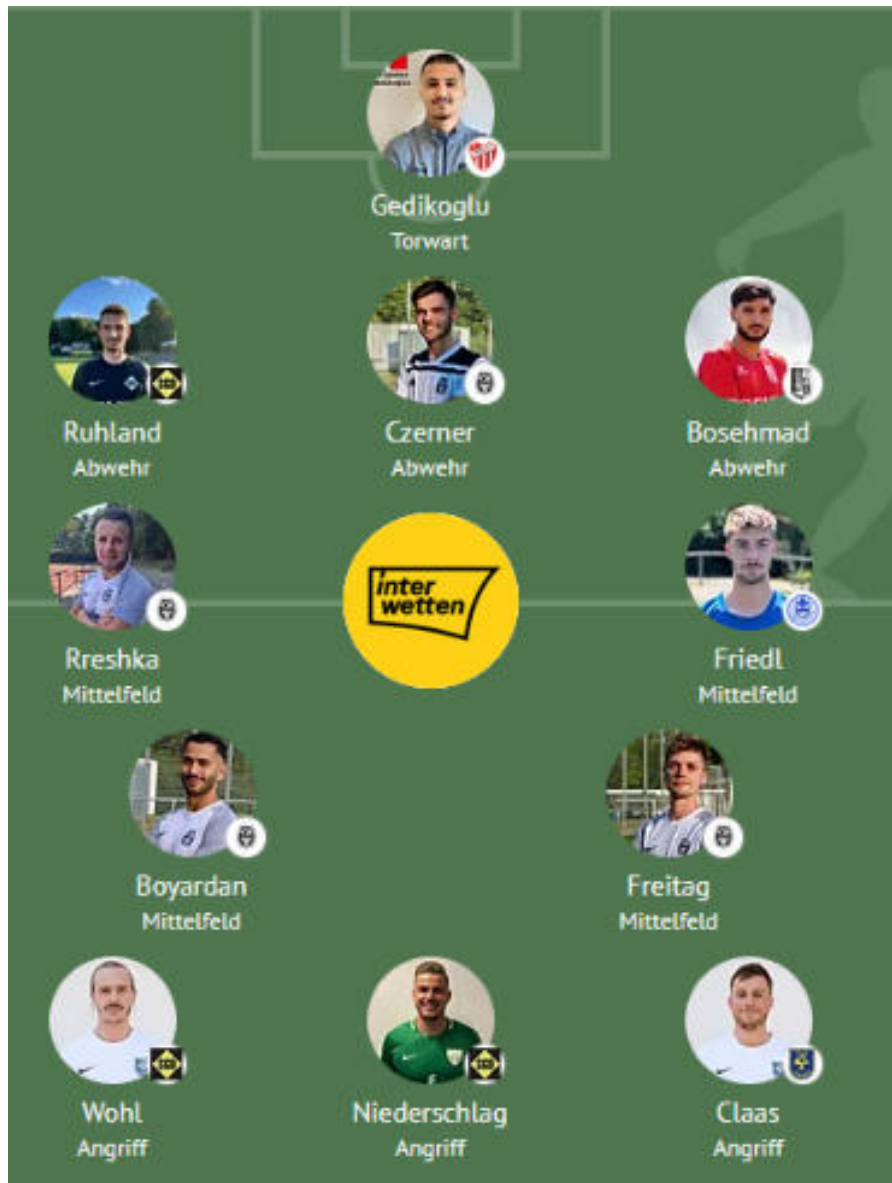 Gedikoglu
Torwart
Ruhland Czerner Bosehmad
Abwehr Abwehr Abwehr
inter
wetten
Rreshka Friedl
Mittelfeld Mittelfeld
Boyardan Freitag
Mittelfeld Mittelfeld
Wohl Niederschlag Claas
Angriff Angriff Angriff